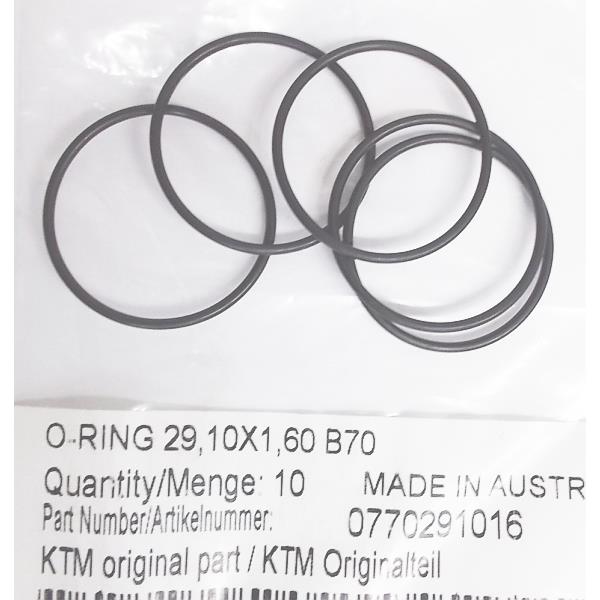 O-RING 29,10X1,60 B70
Quantity/Menge: 10 MADE IN AUSTR
Part Number/Artikelnummer: 0770291016
KTM original part / KTM Originalteil